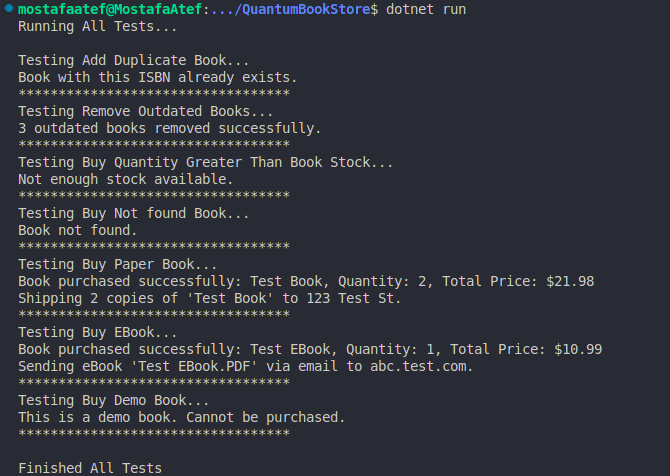 mostafaatef@MostafaAtef:.../QuantumBookStore$ dotnet run
Running All Tests...
Testing Add Duplicate Book...
Book with this ISBN already exists.
**********************************
Testing Remove Outdated Books...
3 outdated books removed successfully.
**********************************
Testing Buy Quantity Greater Than Book Stock...
Not enough stock available.
**********************************
Testing Buy Not found Book...
Book not found.
**********************************
Testing Buy Paper Book...
Book purchased successfully: Test Book, Quantity: 2, Total Price: $21.98
Shipping 2 copies of 'Test Book' to 123 Test St.
**********************************
Testing Buy EBook...
Book purchased successfully: Test EBook, Quantity: 1, Total Price: $10.99
Sending eBook 'Test EBook.PDF' via email to abc.test.com.
**********************************
Testing Buy Demo Book...
This is a demo book. Cannot be purchased.
**********************************
Finished All Tests